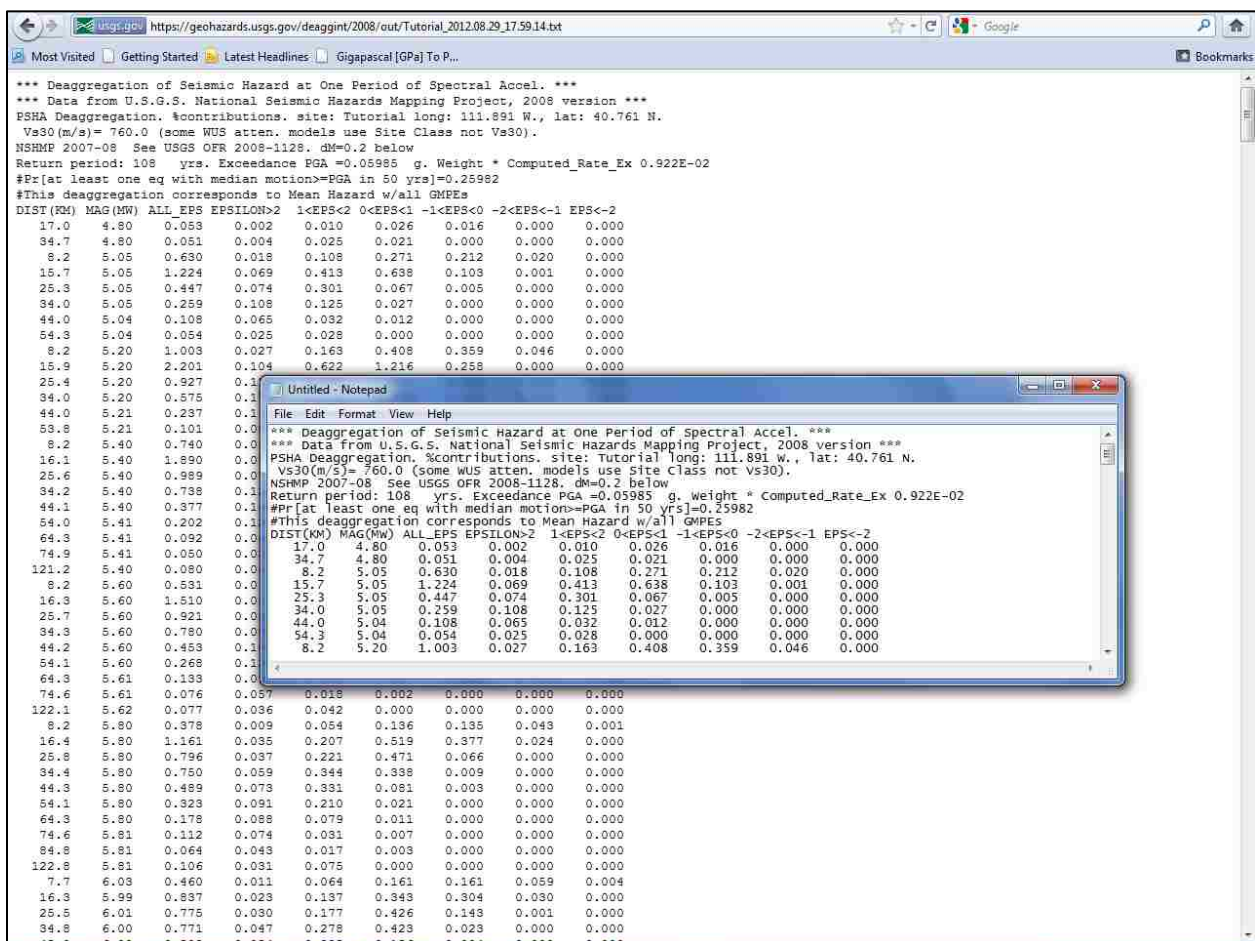 usgs.gov https://geohazards.usgs.gov/deaggint/2008/out/Tutorial_2012.08.29_17.59.14.txt
Google
Most Visited Getting Started Latest Headlines Gigapascal [GPa] To P... Bookmarks
*** Deaggregation of Seismic Hazard at One Period of Spectral Accel. ***
*** Data from U.S.G.S. National Seismic Hazards Mapping Project, 2008 version ***
PSHA Deaggregation. %contributions. site: Tutorial long: 111.891 W., lat: 40.761 N.
Vs30(m/s)= 760.0 (some WUS atten. models use Site Class not Vs30).
NSHMP 2007-08 See USGS OFR 2008-1128. dM=0.2 below
Return period: 108 yrs. Exceedance PGA =0.05985 g. Weight * Computed_Rate_Ex 0.922E-02
#Pr[at least one eq with median motion>=PGA in 50 yrs]=0.25982
#This deaggregation corresponds to Mean Hazard w/all GMPEs
DIST(KM) MAG(MW) ALL_EPS EPSILON>2 1<EPS<2 0<EPS<1 -1<EPS<0 -2<EPS<-1 EPS<-2
17.0 4.80 0.053 0.002 0.010 0.026 0.016 0.000 0.000
34.7 4.80 0.051 0.004 0.025 0.021 0.000 0.000 0.000
8.2 5.05 0.630 0.018 0.108 0.271 0.212 0.020 0.000
15.7 5.05 1.224 0.069 0.413 0.638 0.103 0.001 0.000
25.3 5.05 0.447 0.074 0.301 0.067 0.005 0.000 0.000
34.0 5.05 0.259 0.108 0.125 0.027 0.000 0.000 0.000
44.0 5.04 0.108 0.065 0.032 0.012 0.000 0.000 0.000
54.3 5.04 0.054 0.025 0.028 0.000 0.000 0.000 0.000
8.2 5.20 1.003 0.027 0.163 0.408 0.359 0.046 0.000
15.9 5.20 2.201 0.104 0.622 1.216 0.258 0.000 0.000
25.4 5.20 0.927 0.1
34.0 5.20 0.575 0.1
44.0 5.21 0.237 0.1
53.8 5.21 0.101 0.0
8.2 5.40 0.740 0.0
16.1 5.40 1.890 0.0
25.6 5.40 0.989 0.0
34.2 5.40 0.738 0.1
44.1 5.40 0.377 0.1
54.0 5.41 0.202 0.1
64.3 5.41 0.092 0.0
74.9 5.41 0.050 0.0
121.2 5.40 0.080 0.0
8.2 5.60 0.531 0.0
16.3 5.60 1.510 0.0
25.7 5.60 0.921 0.0
34.3 5.60 0.780 0.0
44.2 5.60 0.453 0.1
54.1 5.60 0.268 0.1
64.3 5.61 0.133 0.0
74.6 5.61 0.076 0.057 0.018 0.002 0.000 0.000 0.000
122.1 5.62 0.077 0.036 0.042 0.000 0.000 0.000 0.000
8.2 5.80 0.378 0.009 0.054 0.136 0.135 0.043 0.001
16.4 5.80 1.161 0.035 0.207 0.519 0.377 0.024 0.000
25.8 5.80 0.796 0.037 0.221 0.471 0.066 0.000 0.000
34.4 5.80 0.750 0.059 0.344 0.338 0.009 0.000 0.000
44.3 5.80 0.489 0.073 0.331 0.081 0.003 0.000 0.000
54.1 5.80 0.323 0.091 0.210 0.021 0.000 0.000 0.000
64.3 5.80 0.178 0.088 0.079 0.011 0.000 0.000 0.000
74.6 5.81 0.112 0.074 0.031 0.007 0.000 0.000 0.000
84.8 5.81 0.064 0.043 0.017 0.003 0.000 0.000 0.000
122.8 5.81 0.106 0.031 0.075 0.000 0.000 0.000 0.000
7.7 6.03 0.460 0.011 0.064 0.161 0.161 0.059 0.004
16.3 5.99 0.837 0.023 0.137 0.343 0.304 0.030 0.000
25.5 6.01 0.775 0.030 0.177 0.426 0.143 0.001 0.000
34.8 6.00 0.771 0.047 0.278 0.423 0.023 0.000 0.000
Untitled - Notepad
File Edit Format View Help
*** Deaggregation of Seismic Hazard at One Period of Spectral Accel. ***
*** Data from U.S.G.S. National Seismic Hazards Mapping Project, 2008 version ***
PSHA Deaggregation. %contributions. site: Tutorial long: 111.891 W., lat: 40.761 N.
Vs30(m/s)= 760.0 (some WUS atten. models use Site Class not Vs30).
NSHMP 2007-08 See USGS OFR 2008-1128. dM=0.2 below
Return period: 108 yrs. Exceedance PGA =0.05985 g. Weight * Computed_Rate_Ex 0.922E-02
#Pr[at least one eq with median motion>=PGA in 50 yrs]=0.25982
#This deaggregation corresponds to Mean Hazard w/all GMPEs
DIST(KM) MAG(MW) ALL_EPS EPSILON>2 1<EPS<2 0<EPS<1 -1<EPS<0 -2<EPS<-1 EPS<-2
17.0 4.80 0.053 0.002 0.010 0.026 0.016 0.000 0.000
34.7 4.80 0.051 0.004 0.025 0.021 0.000 0.000 0.000
8.2 5.05 0.630 0.018 0.108 0.271 0.212 0.020 0.000
15.7 5.05 1.224 0.069 0.413 0.638 0.103 0.001 0.000
25.3 5.05 0.447 0.074 0.301 0.067 0.005 0.000 0.000
34.0 5.05 0.259 0.108 0.125 0.027 0.000 0.000 0.000
44.0 5.04 0.108 0.065 0.032 0.012 0.000 0.000 0.000
54.3 5.04 0.054 0.025 0.028 0.000 0.000 0.000 0.000
8.2 5.20 1.003 0.027 0.163 0.408 0.359 0.046 0.000